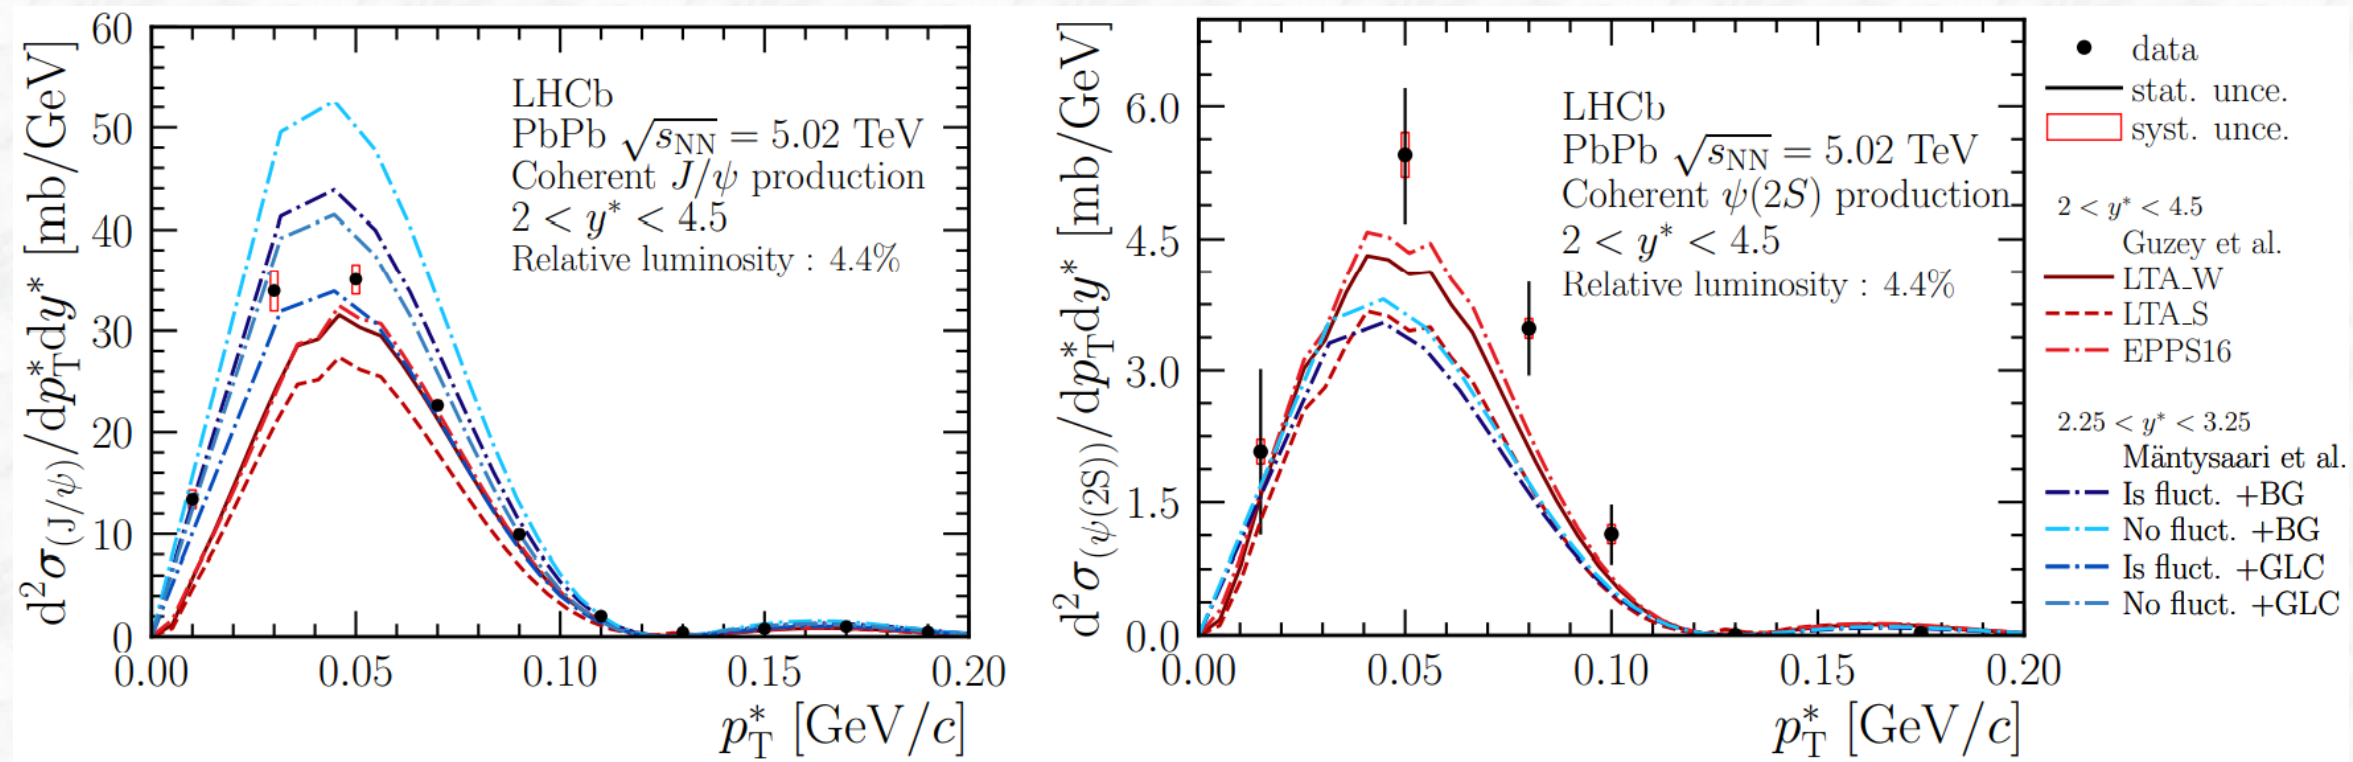 d²σ(J/ψ)/dp*Tdy* [mb/GeV]
60
50
40
30
20
10
0
LHCb
PbPb √sNN = 5.02 TeV
Coherent J/ψ production
2 < y* < 4.5
Relative luminosity : 4.4%
0.00 0.05 0.10 0.15 0.20
p*T [GeV/c]
d²σ(ψ(2S))/dp*Tdy* [mb/GeV]
6.0
4.5
3.0
1.5
0.0
LHCb
PbPb √sNN = 5.02 TeV
Coherent ψ(2S) production
2 < y* < 4.5
Relative luminosity : 4.4%
0.00 0.05 0.10 0.15 0.20
p*T [GeV/c]
data
stat. unce.
syst. unce.
2 < y* < 4.5
Guzey et al.
LTA_W
LTA_S
EPPS16
2.25 < y* < 3.25
Mäntysaari et al.
Is fluct. +BG
No fluct. +BG
Is fluct. +GLC
No fluct. +GLC